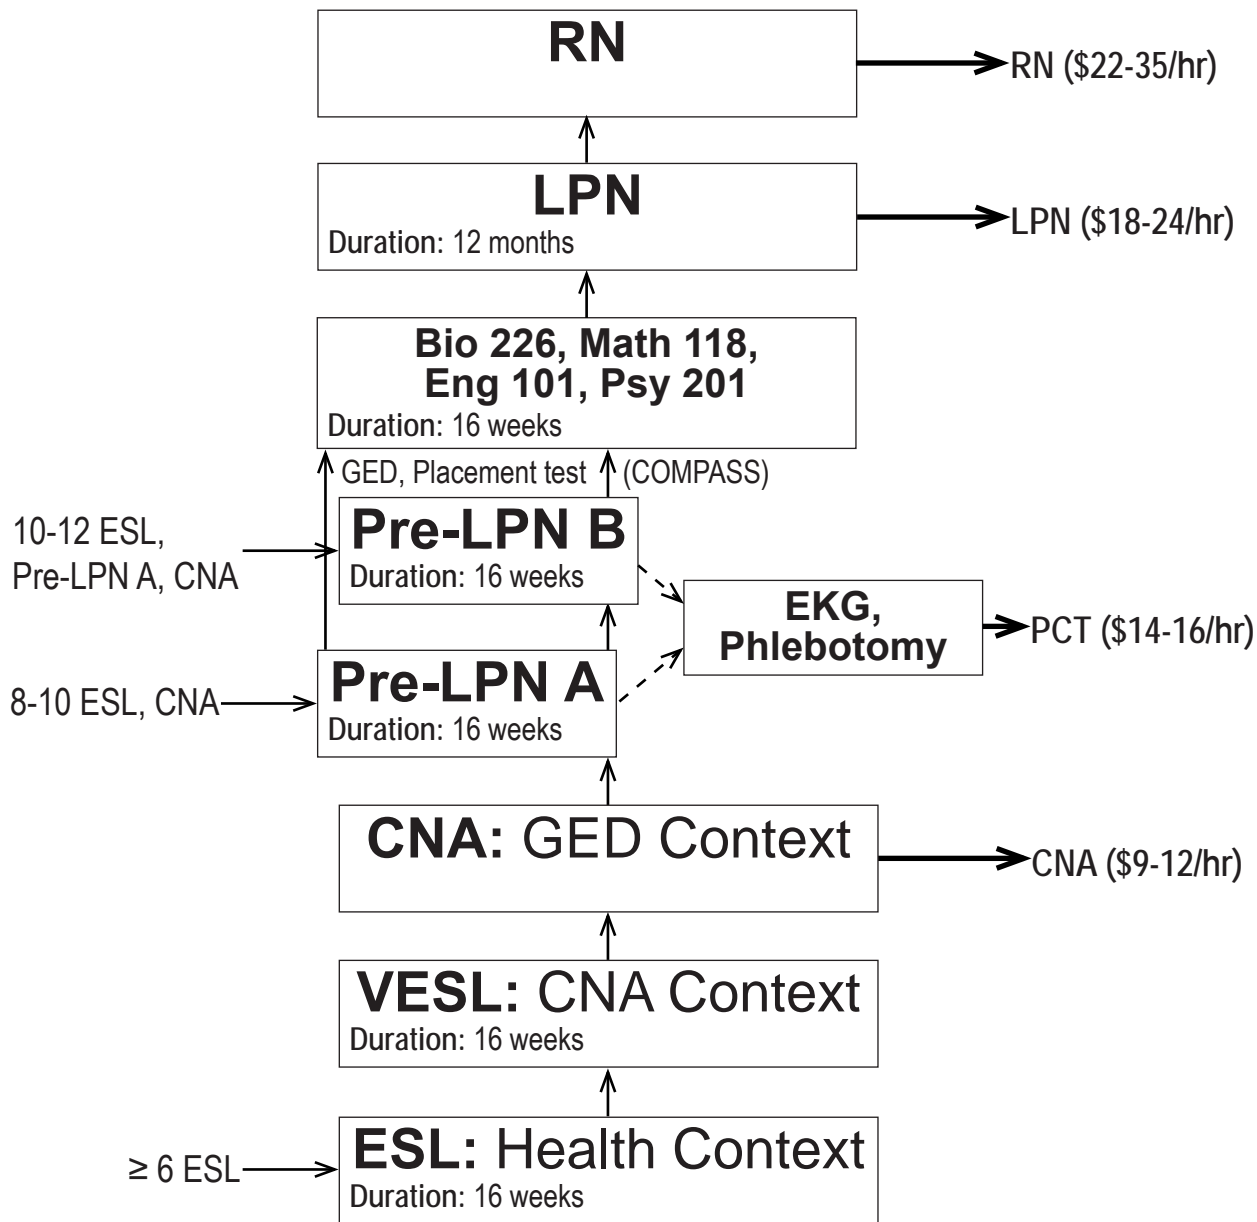 RN
RN ($22-35/hr)
LPN
Duration: 12 months
LPN ($18-24/hr)
Bio 226, Math 118,
Eng 101, Psy 201
Duration: 16 weeks
GED, Placement test (COMPASS)
10-12 ESL,
Pre-LPN A, CNA
Pre-LPN B
Duration: 16 weeks
EKG,
Phlebotomy
PCT ($14-16/hr)
8-10 ESL, CNA
Pre-LPN A
Duration: 16 weeks
CNA: GED Context
CNA ($9-12/hr)
VESL: CNA Context
Duration: 16 weeks
≥ 6 ESL
ESL: Health Context
Duration: 16 weeks